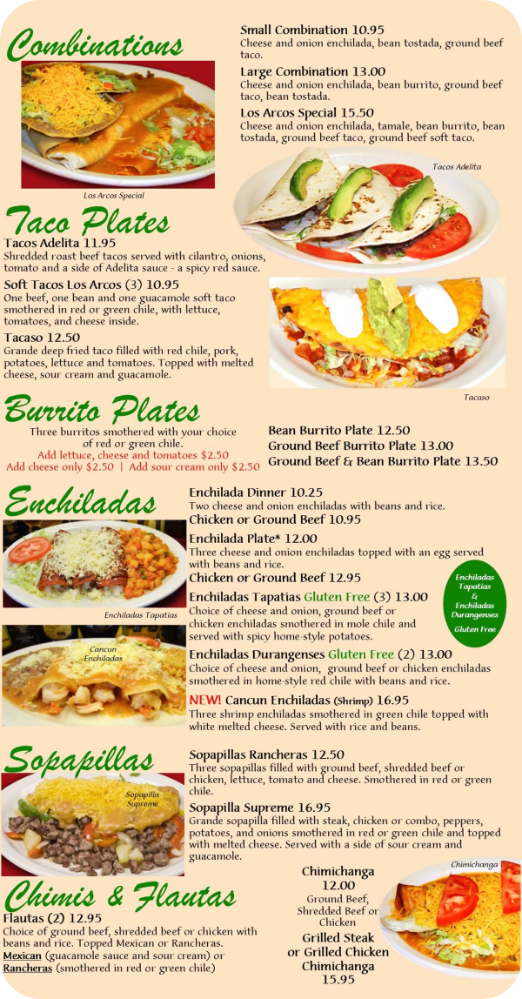 Combinations
Small Combination 10.95
Cheese and onion enchilada, bean tostada, ground beef
taco.
Large Combination 13.00
Cheese and onion enchilada, bean burrito, ground beef
taco, bean tostada.
Los Arcos Special 15.50
Cheese and onion enchilada, tamale, bean burrito, bean
tostada, ground beef taco, ground beef soft taco.
Los Arcos Special
Tacos Adelita
Taco Plates
Tacos Adelita 11.95
Shredded roast beef tacos served with cilantro, onions,
tomato and a side of Adelita sauce - a spicy red sauce.
Soft Tacos Los Arcos (3) 10.95
One beef, one bean and one guacamole soft taco
smothered in red or green chile, with lettuce,
tomatoes, and cheese inside.
Tacaso 12.50
Grande deep fried taco filled with red chile, pork,
potatoes, lettuce and tomatoes. Topped with melted
cheese, sour cream and guacamole.
Tacaso
Burrito Plates
Three burritos smothered with your choice
of red or green chile.
Add lettuce, cheese and tomatoes $2.50
Add cheese only $2.50 | Add sour cream only $2.50
Bean Burrito Plate 12.50
Ground Beef Burrito Plate 13.00
Ground Beef & Bean Burrito Plate 13.50
Enchiladas
Enchilada Dinner 10.25
Two cheese and onion enchiladas with beans and rice.
Chicken or Ground Beef 10.95
Enchilada Plate* 12.00
Three cheese and onion enchiladas topped with an egg served
with beans and rice.
Chicken or Ground Beef 12.95
Enchiladas Tapatias Gluten Free (3) 13.00
Choice of cheese and onion, ground beef or
chicken enchiladas smothered in mole chile and
served with spicy home-style potatoes.
Enchiladas Durangenses Gluten Free (2) 13.00
Choice of cheese and onion, ground beef or chicken enchiladas
smothered in home-style red chile with beans and rice.
NEW! Cancun Enchiladas (Shrimp) 16.95
Three shrimp enchiladas smothered in green chile topped with
white melted cheese. Served with rice and beans.
Enchiladas
Tapatias
&
Enchiladas
Durangenses
Gluten Free
Enchiladas Tapatias
Cancun
Enchiladas
Sopapillas
Sopapillas Rancheras 12.50
Three sopapillas filled with ground beef, shredded beef or
chicken, lettuce, tomato and cheese. Smothered in red or green
chile.
Sopapilla Supreme 16.95
Grande sopapilla filled with steak, chicken or combo, peppers,
potatoes, and onions smothered in red or green chile and topped
with melted cheese. Served with a side of sour cream and
guacamole.
Sopapilla
Supreme
Chimis & Flautas
Flautas (2) 12.95
Choice of ground beef, shredded beef or chicken with
beans and rice. Topped Mexican or Rancheras.
Mexican (guacamole sauce and sour cream) or
Rancheras (smothered in red or green chile)
Chimichanga
12.00
Ground Beef,
Shredded Beef or
Chicken
Grilled Steak
or Grilled Chicken
Chimichanga
15.95
Chimichanga